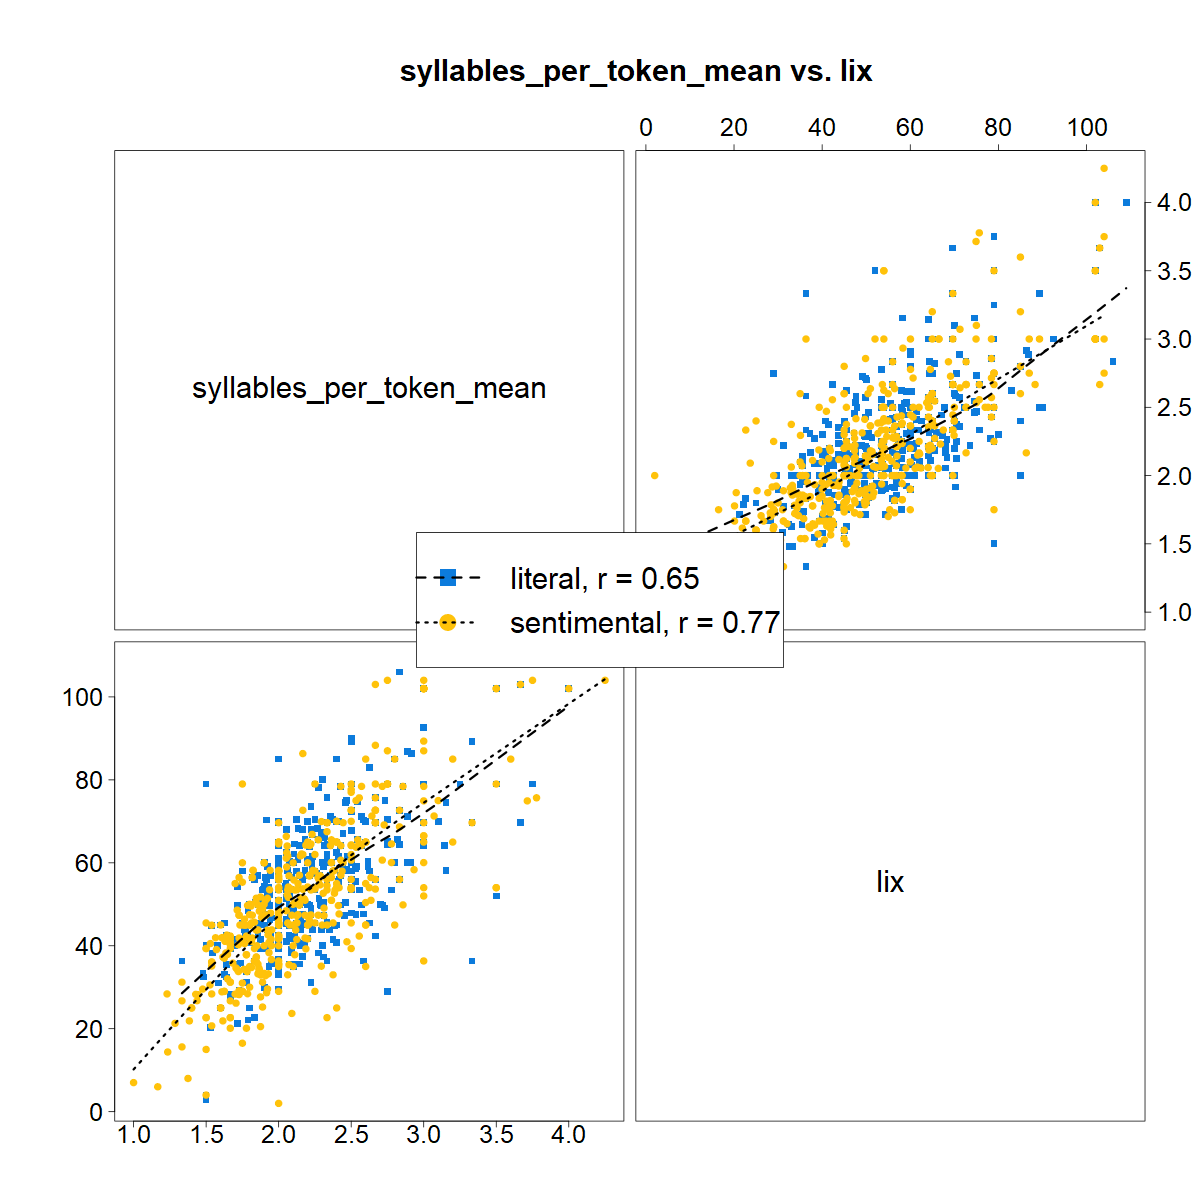 syllables_per_token_mean vs. lix
0 20 40 60 80 100
syllables_per_token_mean
4.0
3.5
3.0
2.5
2.0
1.5
1.0
literal, r = 0.65
sentimental, r = 0.77
100
80
60
40
20
0
lix
1.0 1.5 2.0 2.5 3.0 3.5 4.0